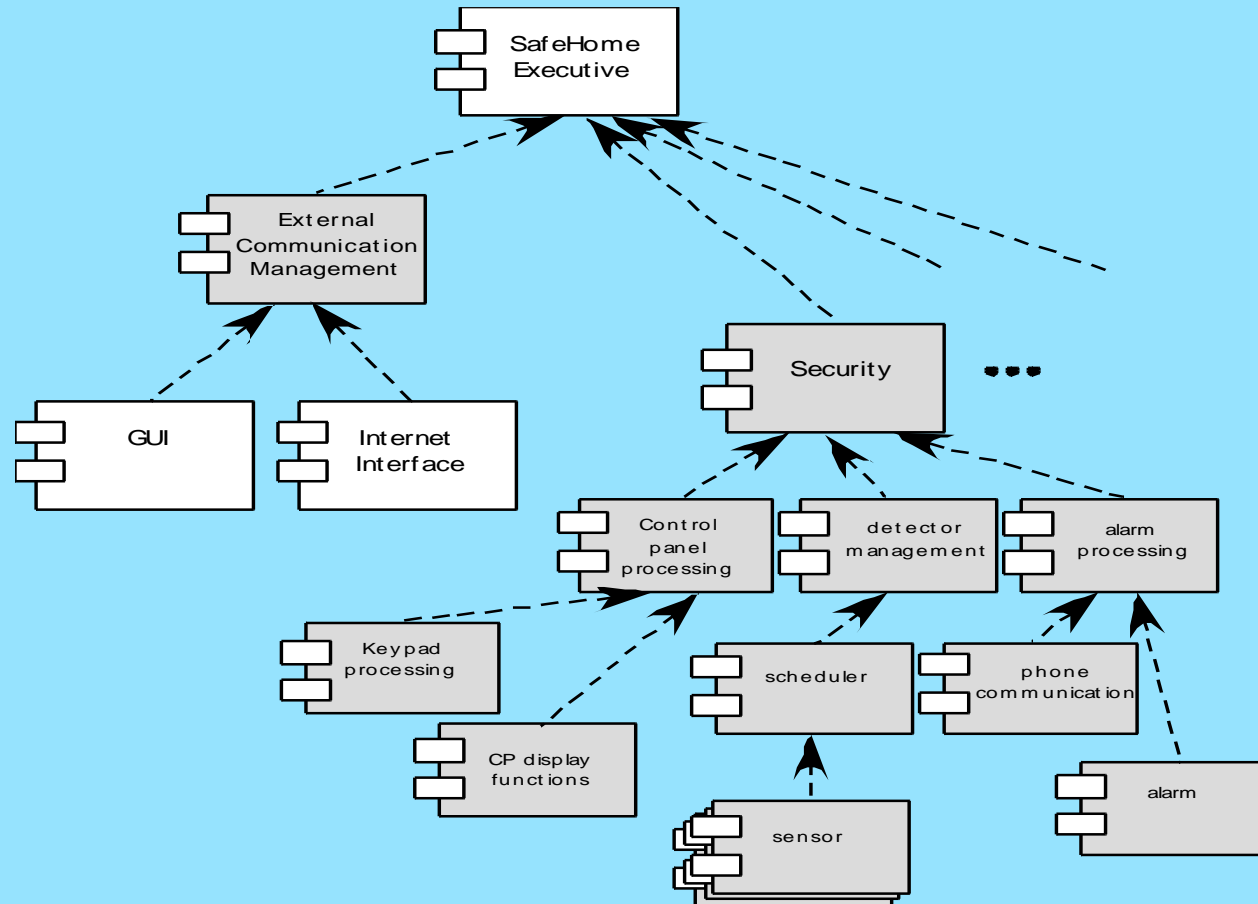 SafeHome
Executive
External
Communication
Management
Security
GUI
Internet
Interface
Control
panel
processing
detector
management
alarm
processing
Keypad
processing
scheduler
phone
communication
CP display
functions
alarm
sensor